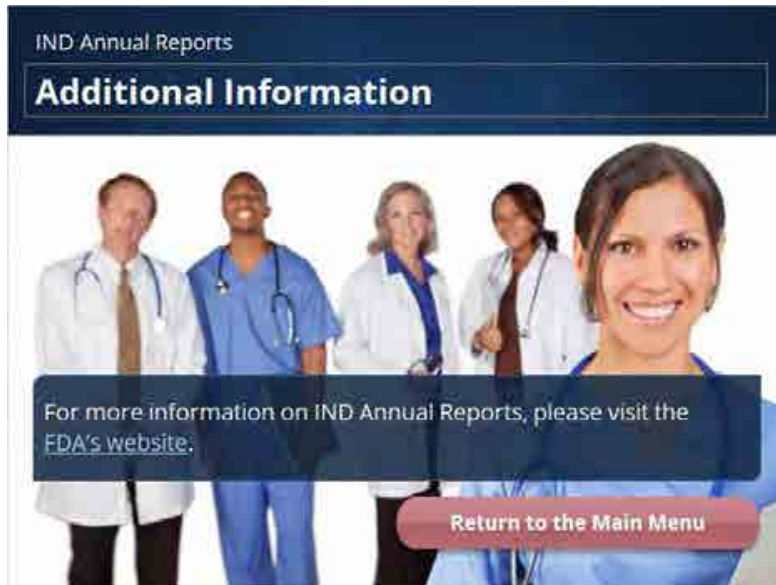 IND Annual Reports
Additional Information
For more information on IND Annual Reports, please visit the
FDA's website.
Return to the Main Menu